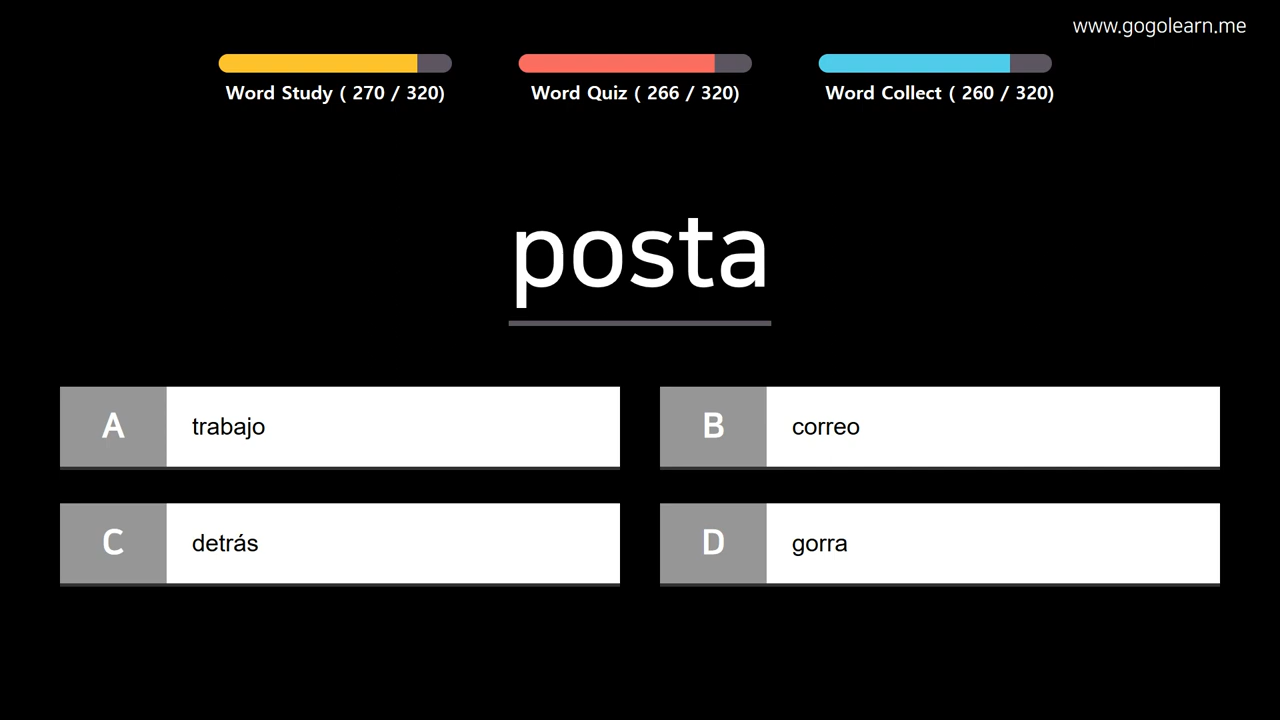 www.gogolearn.me
Word Study ( 270 / 320)
Word Quiz ( 266 / 320)
Word Collect ( 260 / 320)
posta
A trabajo
B correo
C detrás
D gorra